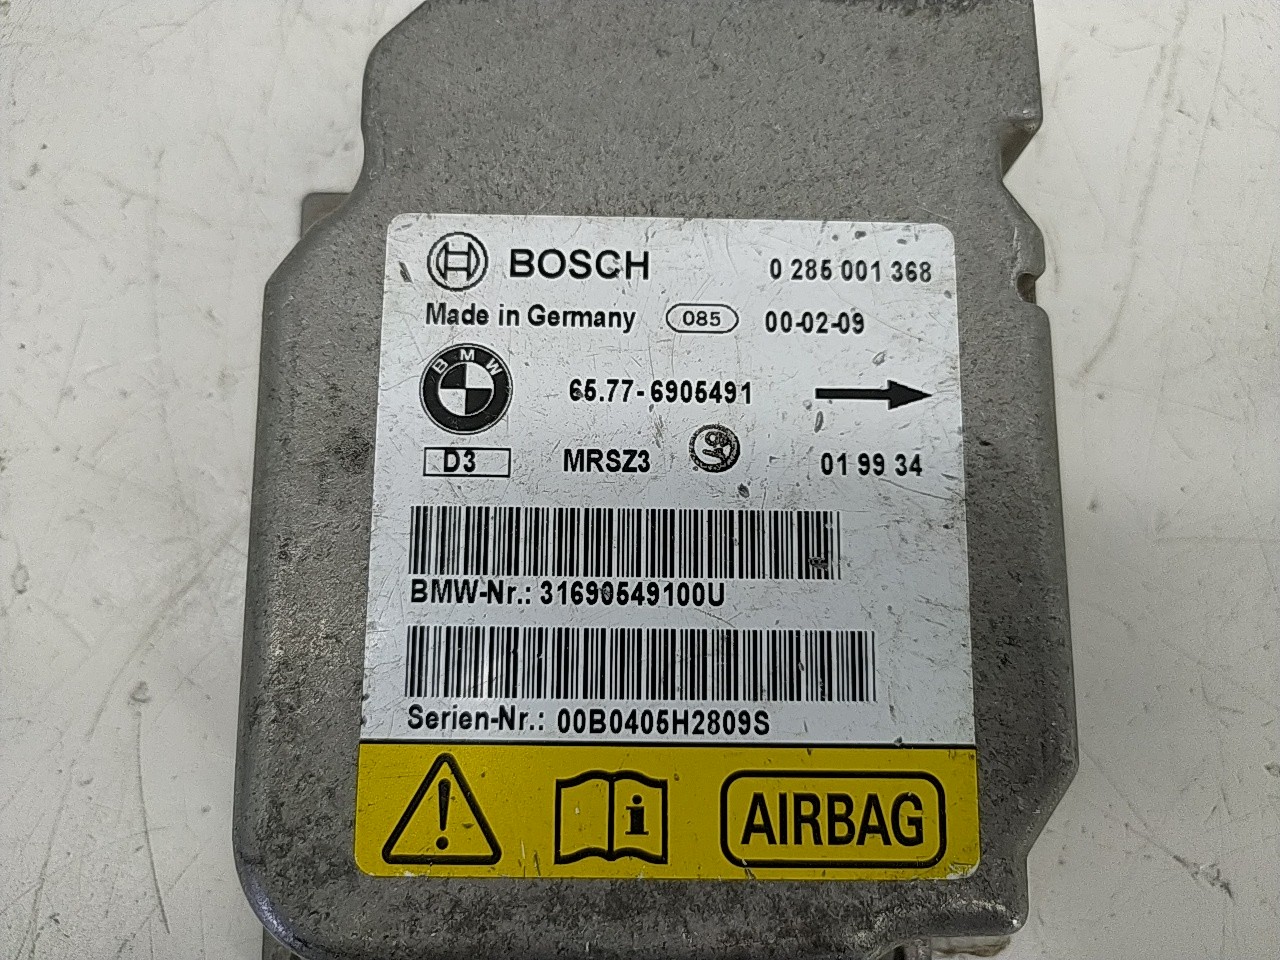 BOSCH 0 285 001 368
Made in Germany 085 00-02-09
BMW
65.77-6905491
D3 MRSZ3 01 99 34
BMW-Nr.: 31690549100U
Serien-Nr.: 00B0405H2809S
i AIRBAG